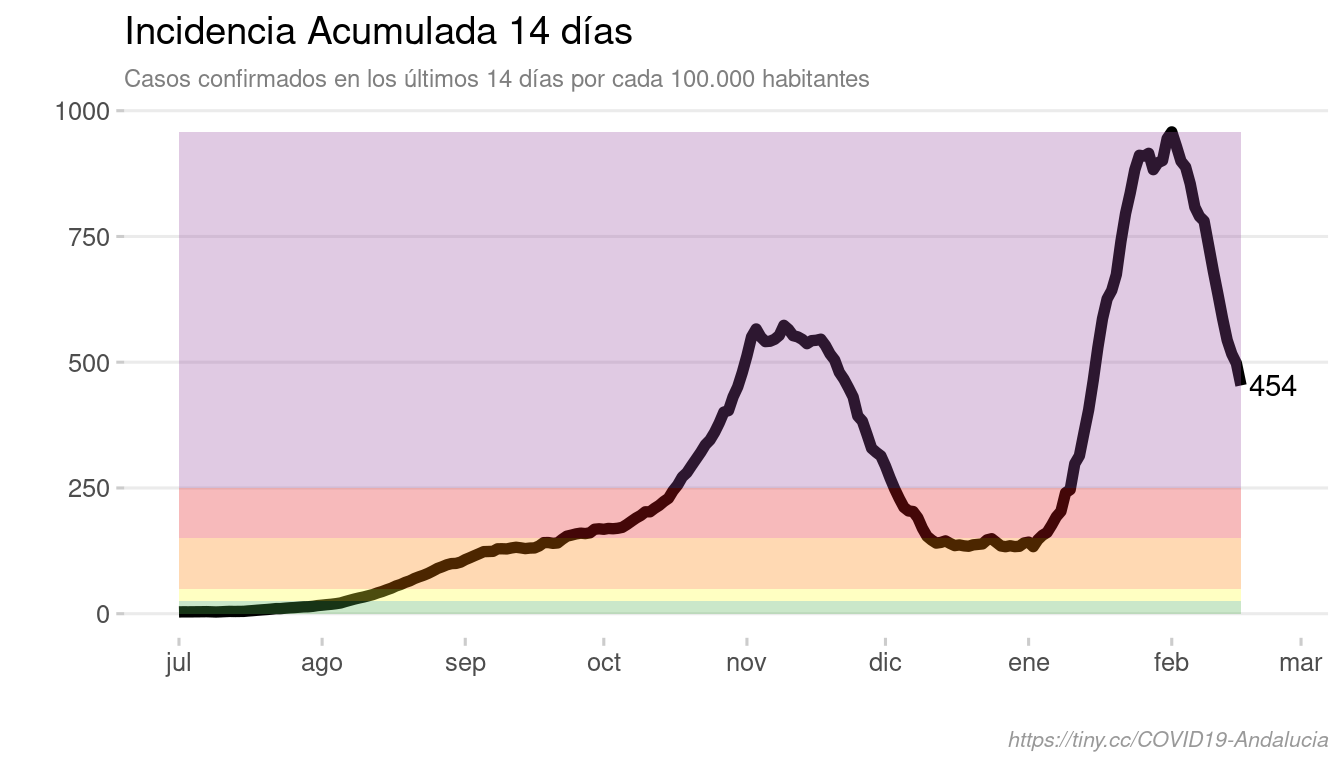 Incidencia Acumulada 14 días
Casos confirmados en los últimos 14 días por cada 100.000 habitantes
1000
750
500
454
250
0
jul ago sep oct nov dic ene feb mar
https://tiny.cc/COVID19-Andalucia